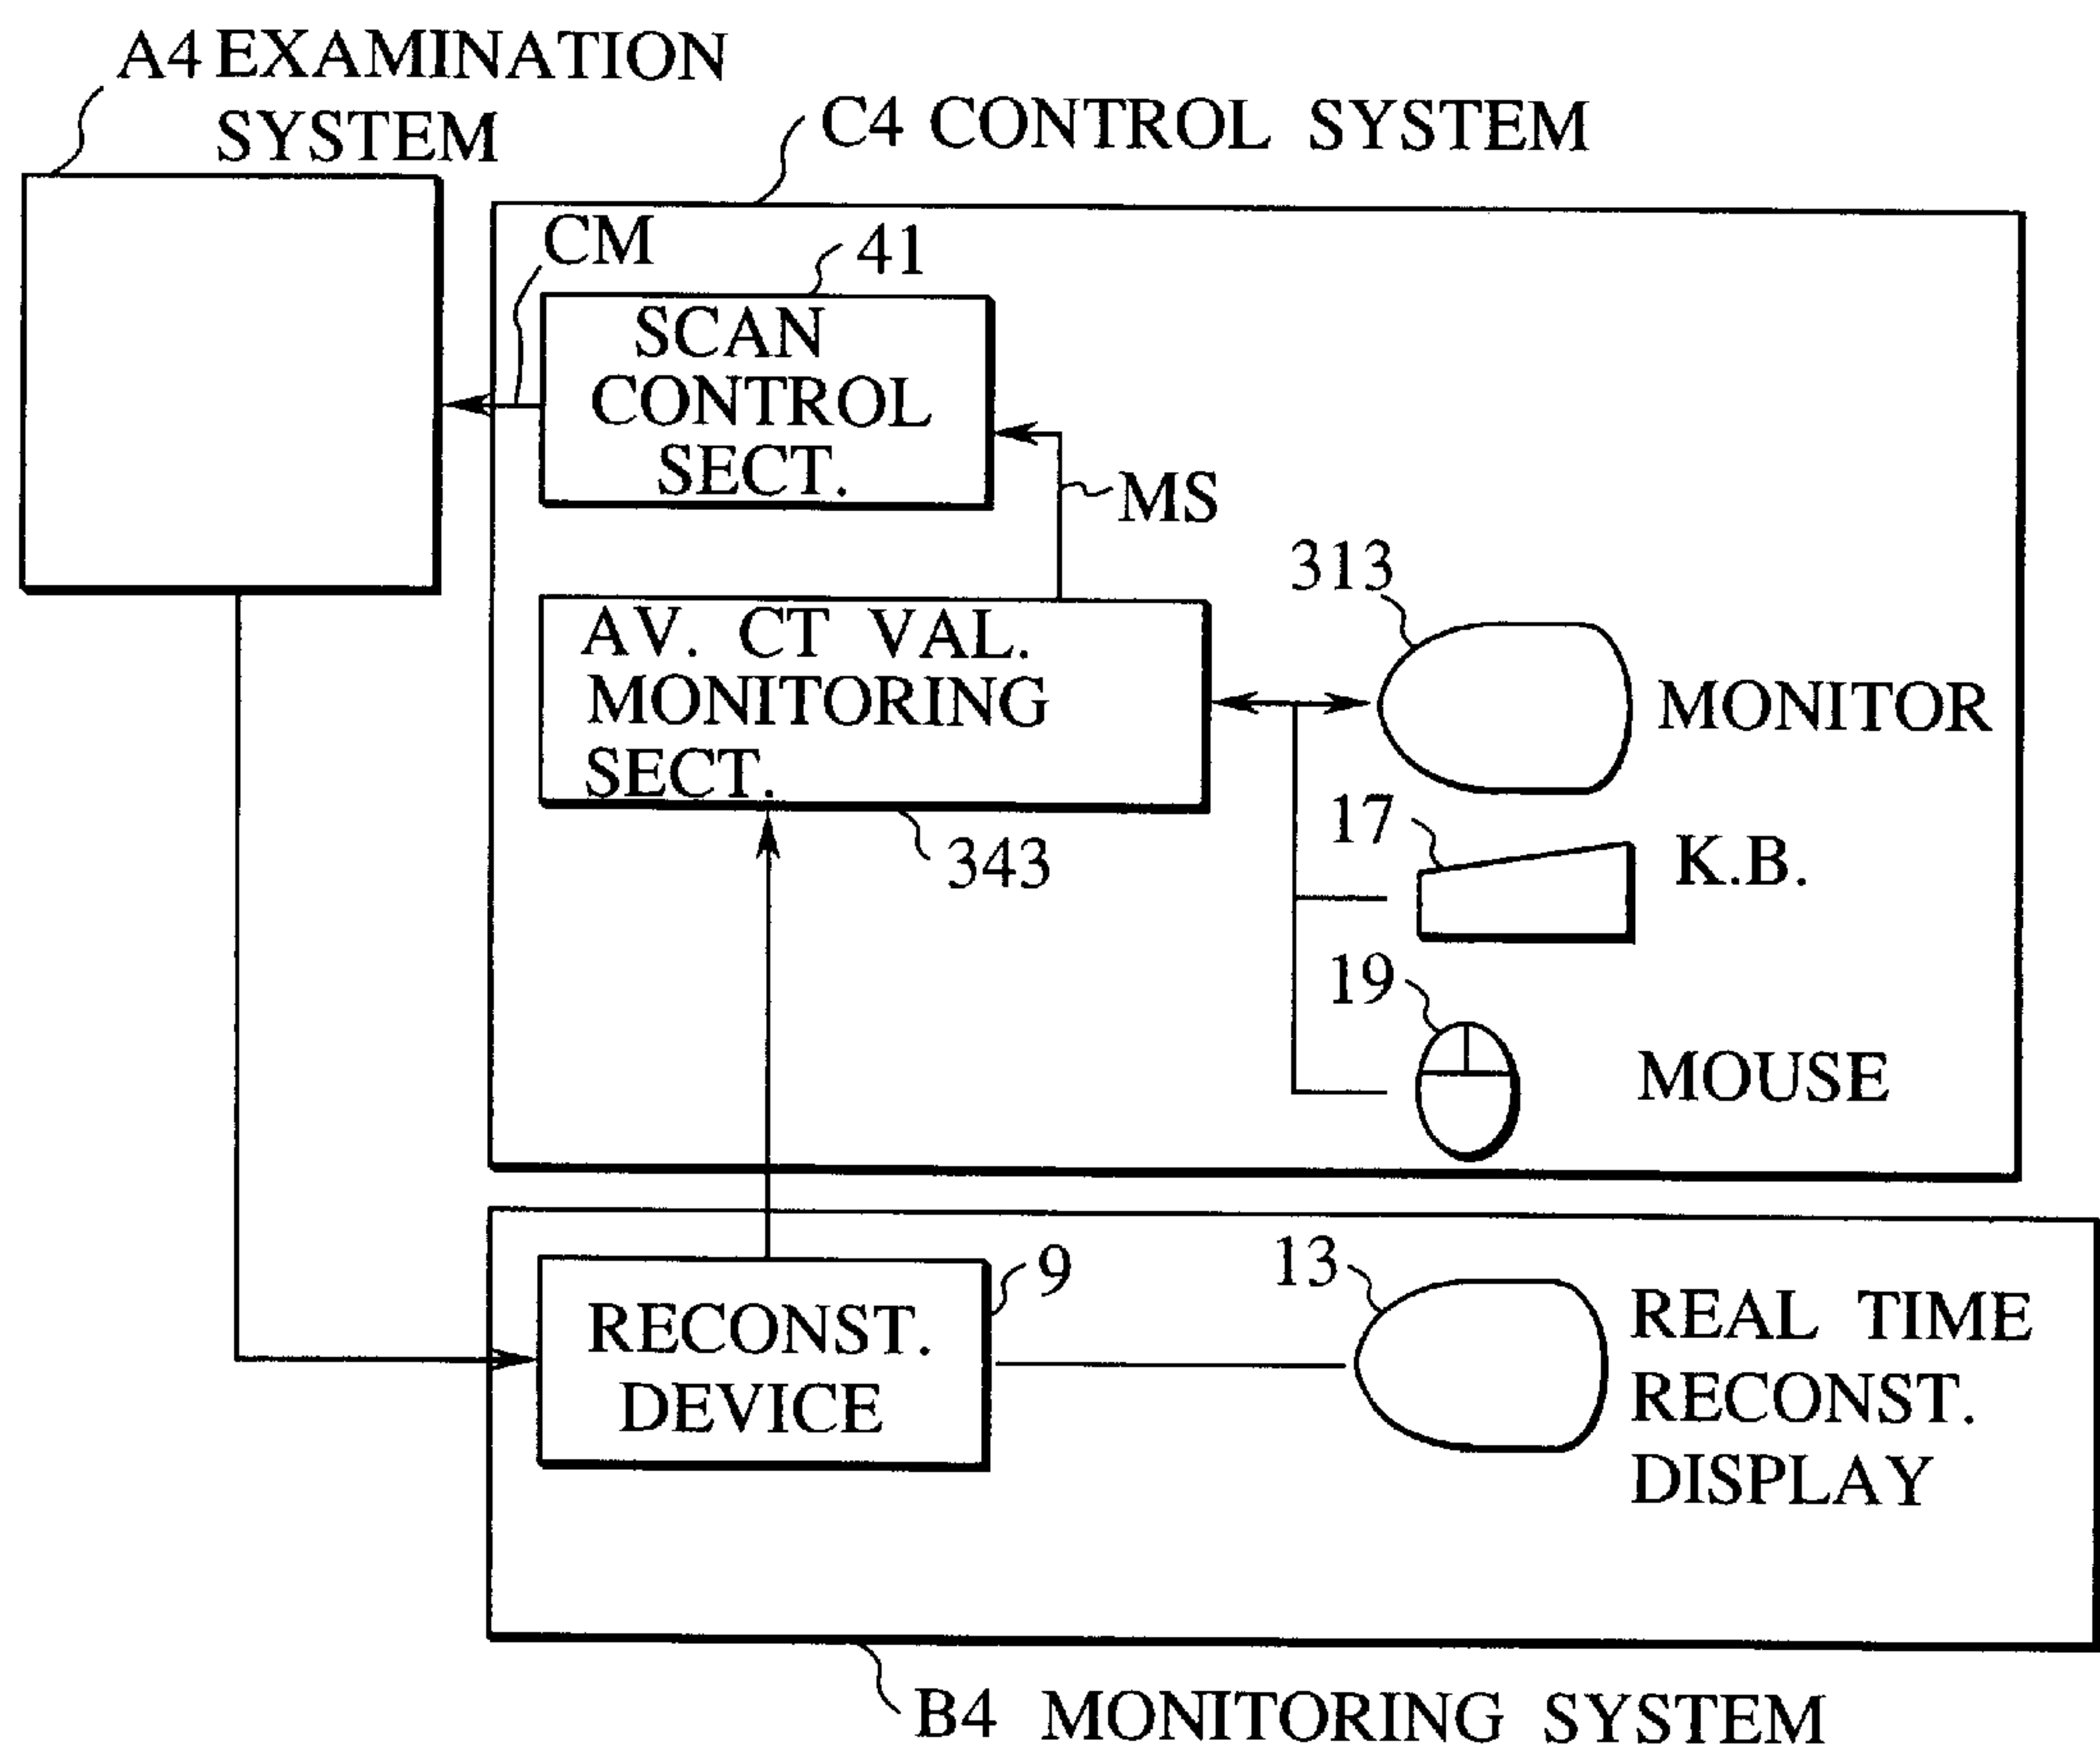 A4 EXAMINATION
SYSTEM
C4 CONTROL SYSTEM
CM
41
SCAN
CONTROL
SECT.
MS
313
AV. CT VAL.
MONITORING
SECT.
MONITOR
343
17
K.B.
19
MOUSE
9
RECONST.
DEVICE
13
REAL TIME
RECONST.
DISPLAY
B4 MONITORING SYSTEM